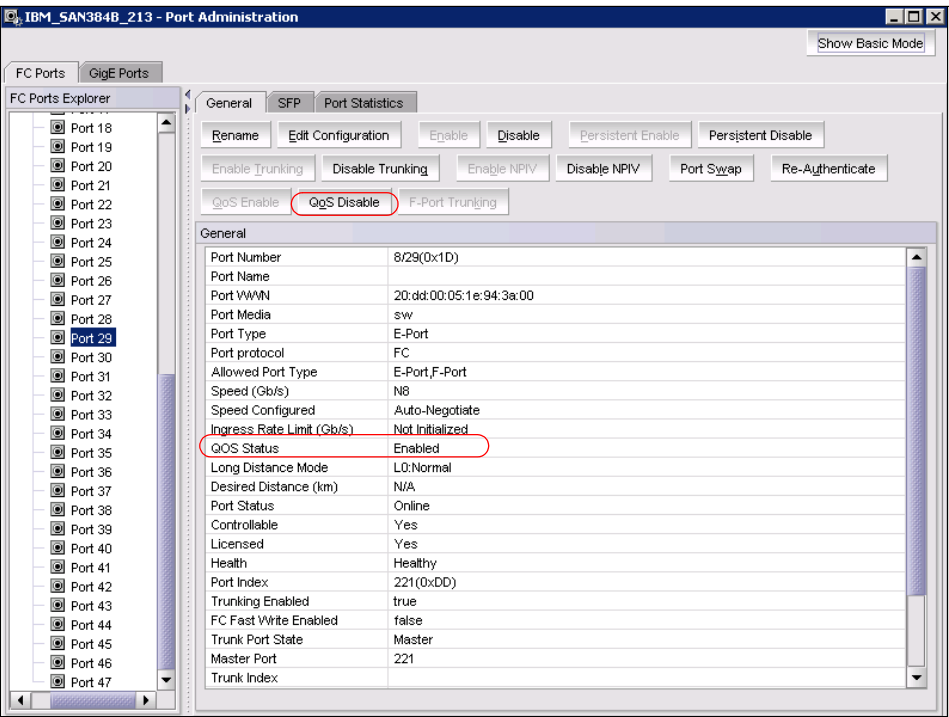 IBM_SAN384B_213 - Port Administration
Show Basic Mode
FC Ports GigE Ports
FC Ports Explorer
Port 18
Port 19
Port 20
Port 21
Port 22
Port 23
Port 24
Port 25
Port 26
Port 27
Port 28
Port 29
Port 30
Port 31
Port 32
Port 33
Port 34
Port 35
Port 36
Port 37
Port 38
Port 39
Port 40
Port 41
Port 42
Port 43
Port 44
Port 45
Port 46
Port 47
General SFP Port Statistics
Rename Edit Configuration Enable Disable Persistent Enable Persistent Disable
Enable Trunking Disable Trunking Enable NPIV Disable NPIV Port Swap Re-Authenticate
QoS Enable QoS Disable F-Port Trunking
General
Port Number 8/29(0x1D)
Port Name
Port WWN 20:dd:00:05:1e:94:3a:00
Port Media sw
Port Type E-Port
Port protocol FC
Allowed Port Type E-Port,F-Port
Speed (Gb/s) N8
Speed Configured Auto-Negotiate
Ingress Rate Limit (Gb/s) Not Initialized
QOS Status Enabled
Long Distance Mode L0:Normal
Desired Distance (km) N/A
Port Status Online
Controllable Yes
Licensed Yes
Health Healthy
Port Index 221(0xDD)
Trunking Enabled true
FC Fast Write Enabled false
Trunk Port State Master
Master Port 221
Trunk Index